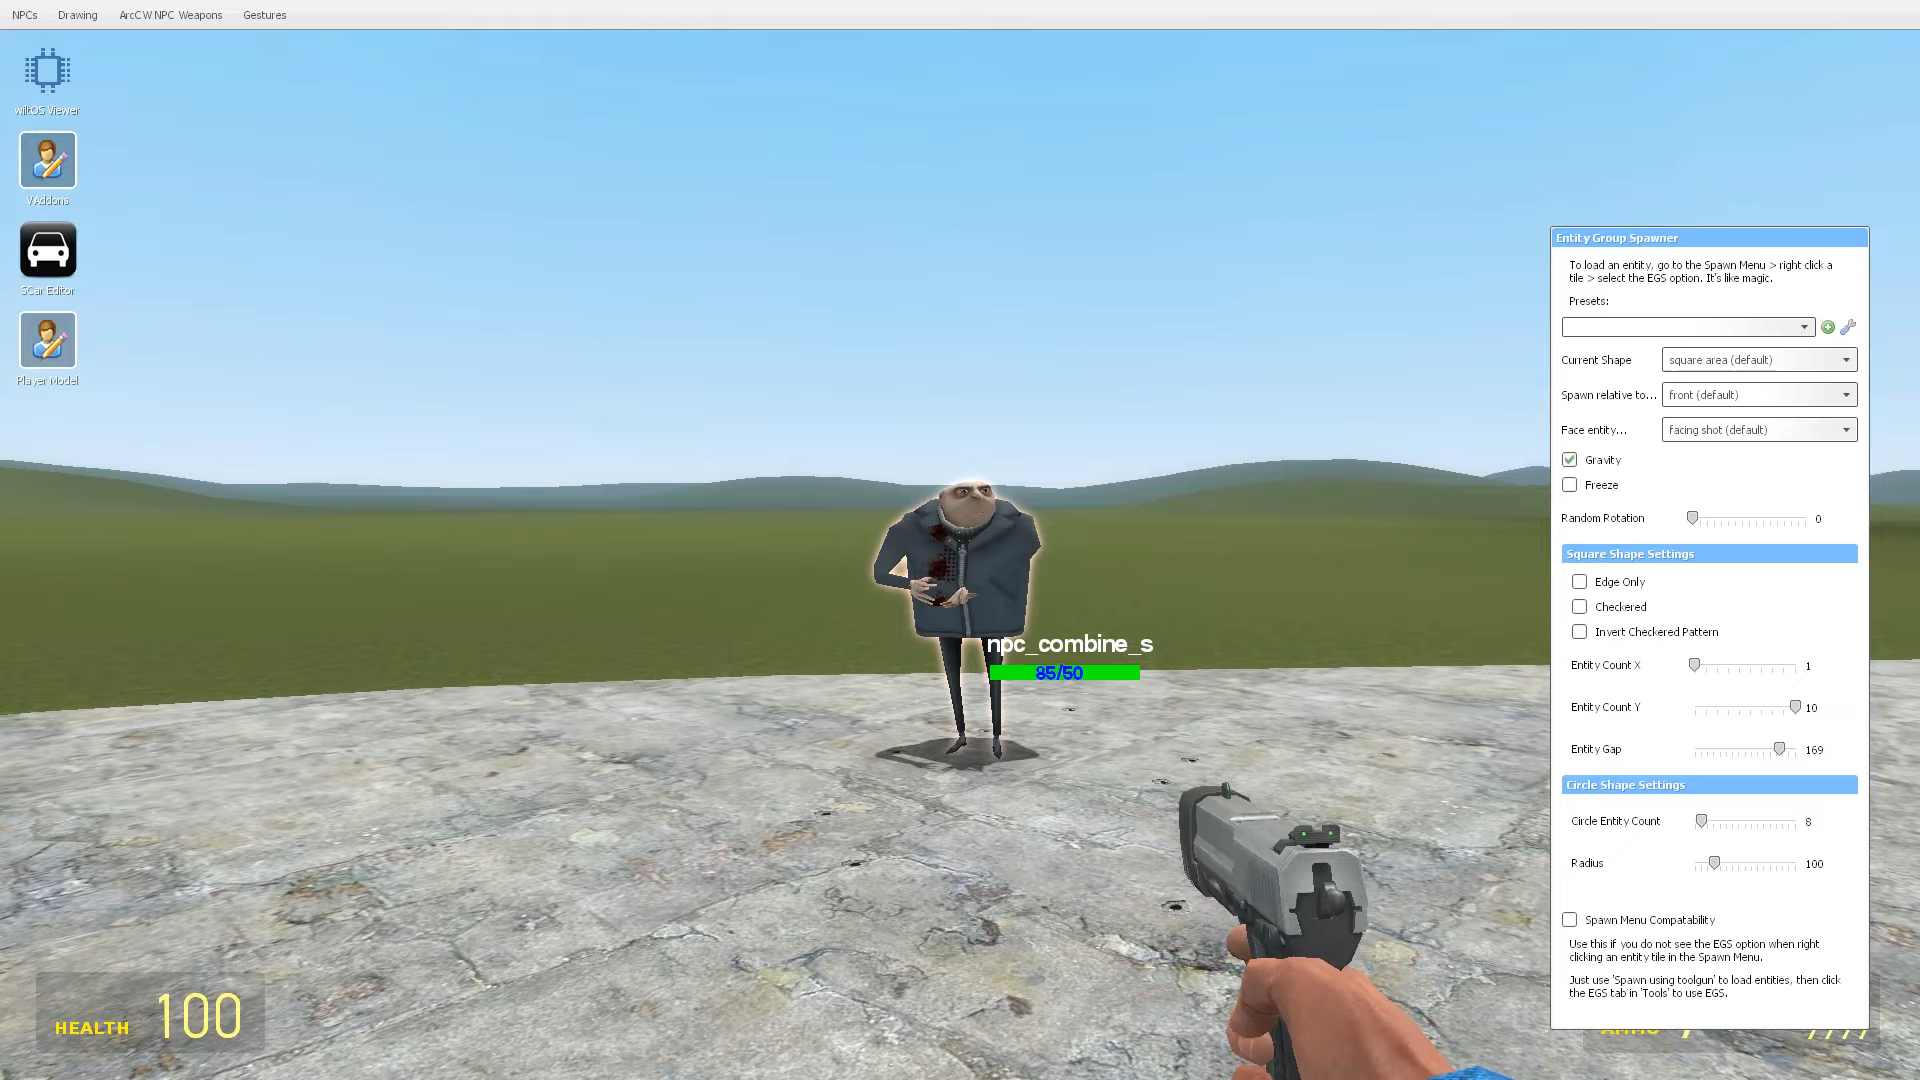 NPCs Drawing ArcCW NPC Weapons Gestures
wiltOS Viewer
VAddons
SCar Editor
Player Model
npc_combine_s
85/50
HEALTH 100
Entity Group Spawner
To load an entity, go to the Spawn Menu > right click a
tile > select the EGS option. It's like magic.
Presets:
Current Shape square area (default)
Spawn relative to... front (default)
Face entity... facing shot (default)
Gravity
Freeze
Random Rotation 0
Square Shape Settings
Edge Only
Checkered
Invert Checkered Pattern
Entity Count X 1
Entity Count Y 10
Entity Gap 169
Circle Shape Settings
Circle Entity Count 8
Radius 100
Spawn Menu Compatability
Use this if you do not see the EGS option when right
clicking an entity tile in the Spawn Menu.
Just use 'Spawn using toolgun' to load entities, then click
the EGS tab in 'Tools' to use EGS.